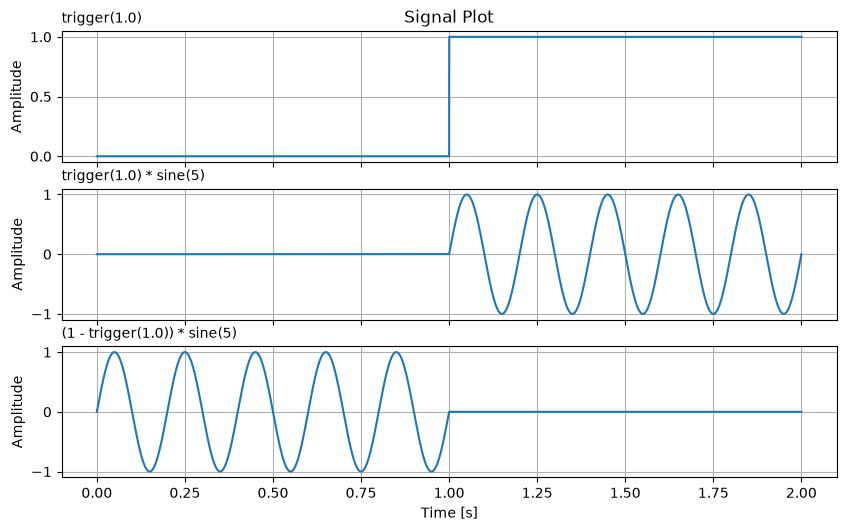 trigger(1.0)
Signal Plot
1.0
0.5
0.0
Amplitude
trigger(1.0) * sine(5)
1
0
−1
Amplitude
(1 - trigger(1.0)) * sine(5)
1
0
−1
Amplitude
0.00 0.25 0.50 0.75 1.00 1.25 1.50 1.75 2.00
Time [s]